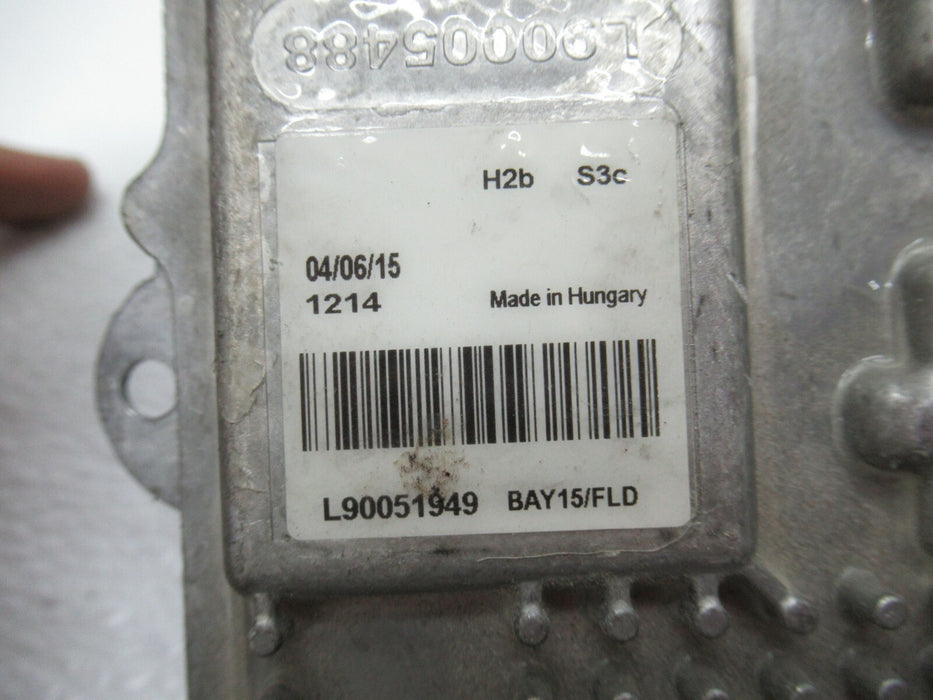 L90005488
H2b S3c
04/06/15
1214 Made in Hungary
L90051949 BAY15/FLD